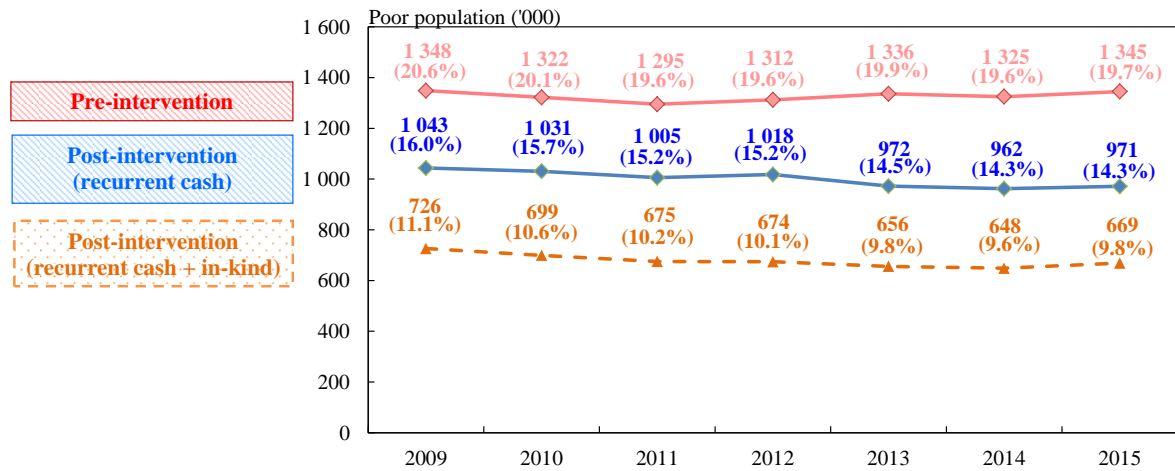 Poor population ('000)
1 600
1 400
1 200
1 000
800
600
400
200
0
Pre-intervention
Post-intervention
(recurrent cash)
Post-intervention
(recurrent cash + in-kind)
1 348 1 322 1 295 1 312 1 336 1 325 1 345
(20.6%) (20.1%) (19.6%) (19.6%) (19.9%) (19.6%) (19.7%)
1 043 1 031 1 005 1 018 972 962 971
(16.0%) (15.7%) (15.2%) (15.2%) (14.5%) (14.3%) (14.3%)
726 699 675 674 656 648 669
(11.1%) (10.6%) (10.2%) (10.1%) (9.8%) (9.6%) (9.8%)
2009 2010 2011 2012 2013 2014 2015